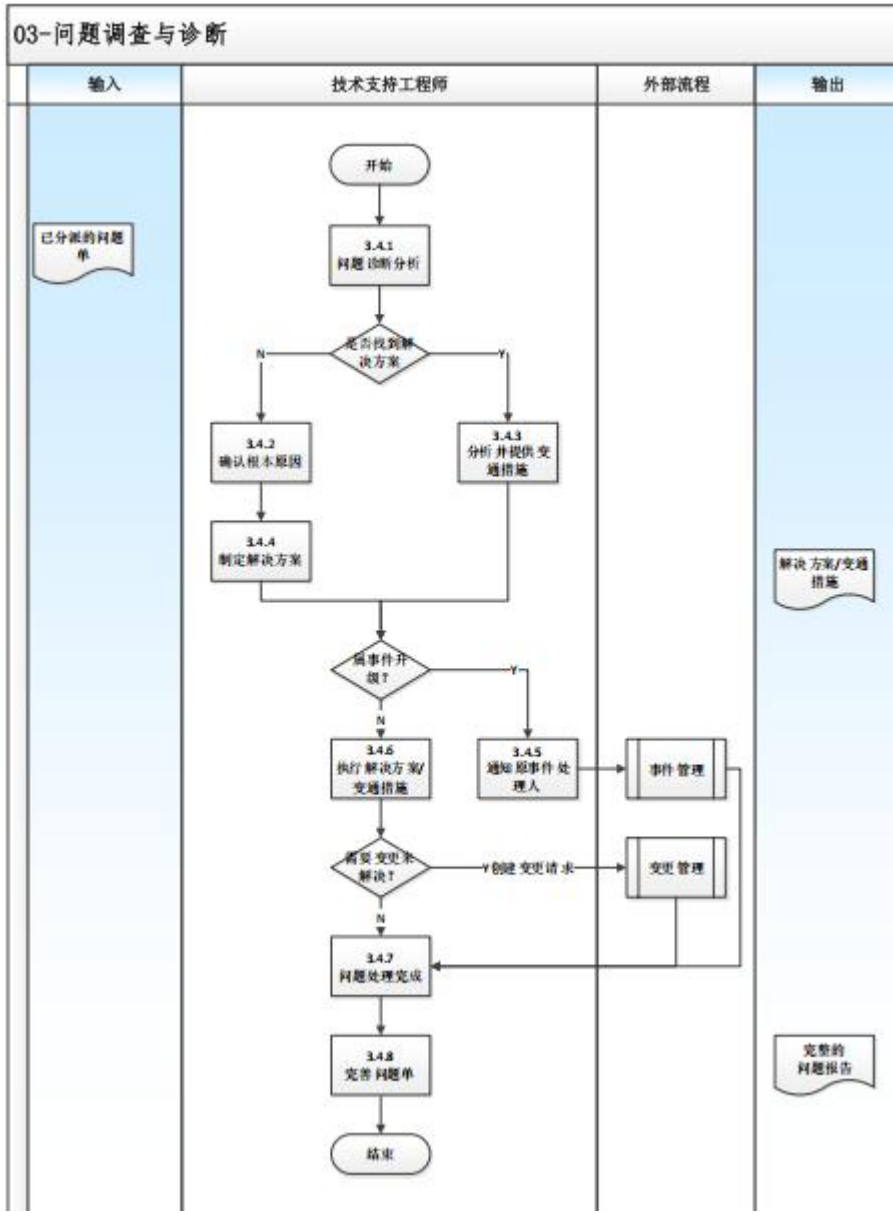 03-问题调查与诊断
输入
技术支持工程师
外部流程
输出
开始
已分派的问题
单
3.4.1
问题诊断分析
是否找到解
决方案
N
Y
3.4..2
确认根本原因
3.4.3
分析并提供变
通措施
3.4.4
制定解决方案
解决方案/变通
措施
属事件升
级?
Y
N
3.4.6
执行解决方案/
变通措施
3.4.5
通知原事件处
理人
事件管理
需要变更来
解决?
Y创建变更请求
变更管理
N
3.4.7
问题处理完成
3.4.8
完善问题单
完整的
问题报告
结束